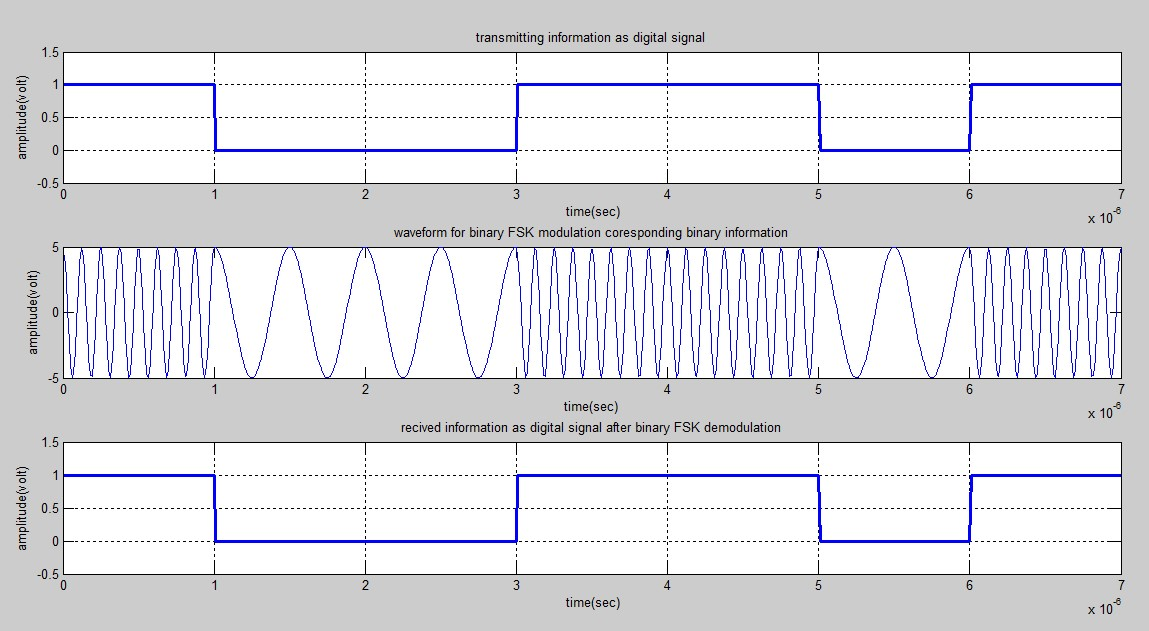 transmitting information as digital signal
1.5
1
0.5
0
-0.5
amplitude(volt)
0 1 2 3 4 5 6 7
time(sec)
x 10-6
waveform for binary FSK modulation coresponding binary information
5
0
-5
amplitude(volt)
0 1 2 3 4 5 6 7
time(sec)
x 10-6
recived information as digital signal after binary FSK demodulation
1.5
1
0.5
0
-0.5
amplitude(volt)
0 1 2 3 4 5 6 7
time(sec)
x 10-6